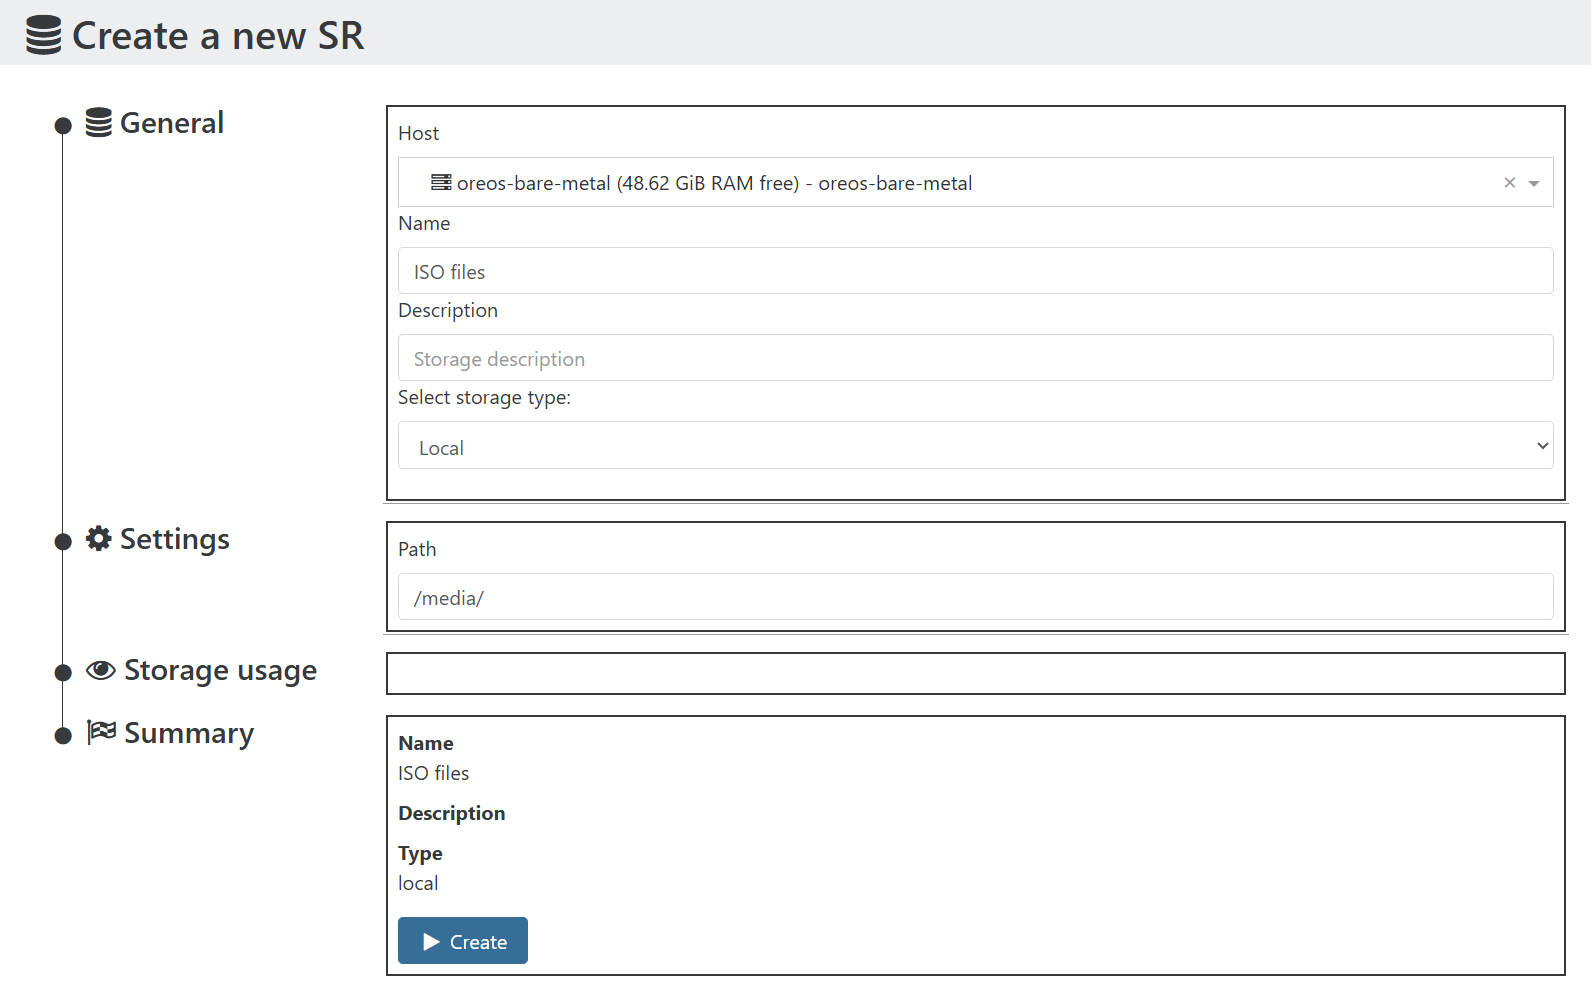 Create a new SR
General
Host
oreos-bare-metal (48.62 GiB RAM free) - oreos-bare-metal
Name
ISO files
Description
Storage description
Select storage type:
Local
Settings
Path
/media/
Storage usage
Summary
Name
ISO files
Description
Type
local
Create